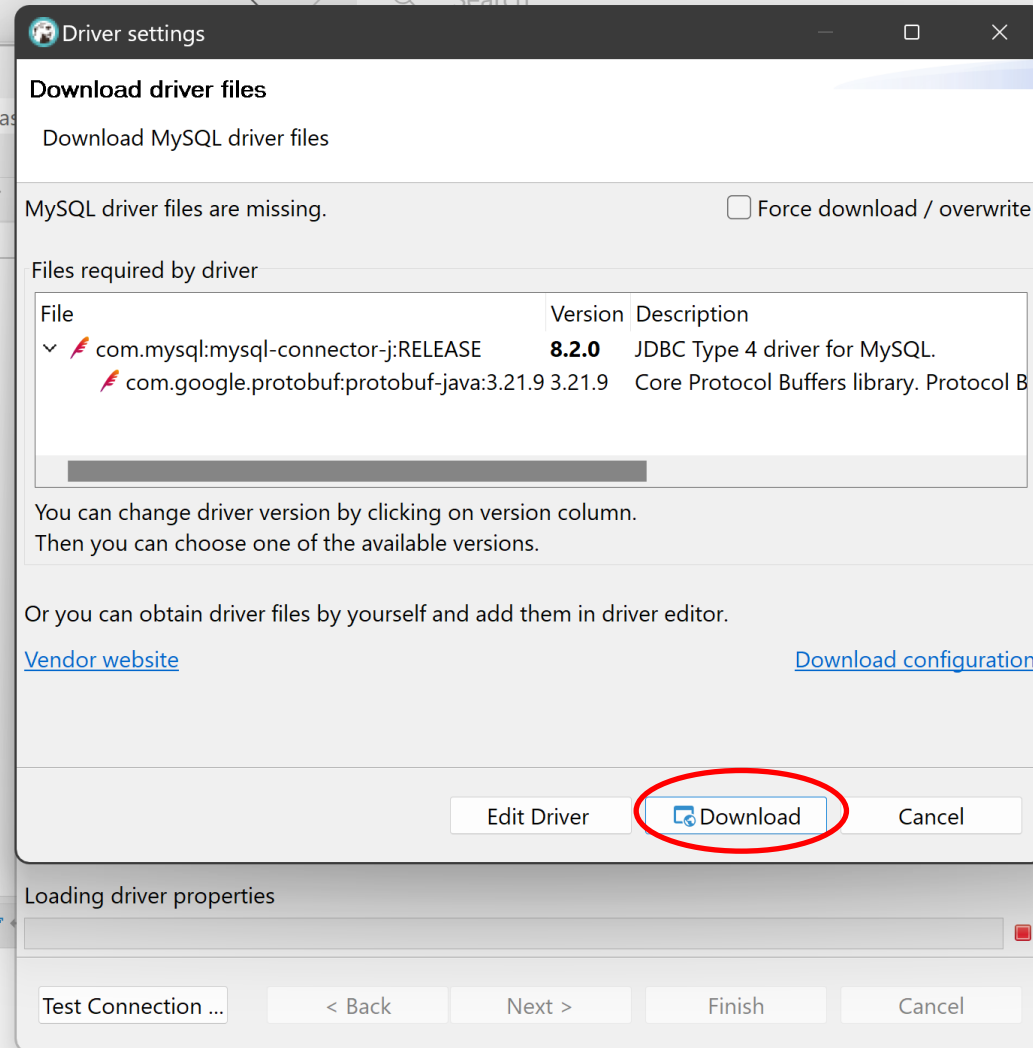 Search
Driver settings
Download driver files
Download MySQL driver files
MySQL driver files are missing.
Force download / overwrite
Files required by driver
File Version Description
com.mysql:mysql-connector-j:RELEASE 8.2.0 JDBC Type 4 driver for MySQL.
com.google.protobuf:protobuf-java:3.21.9 3.21.9 Core Protocol Buffers library. Protocol B
You can change driver version by clicking on version column.
Then you can choose one of the available versions.
Or you can obtain driver files by yourself and add them in driver editor.
Vendor website
Download configuration
Edit Driver
Download
Cancel
Loading driver properties
Test Connection ...
< Back
Next >
Finish
Cancel